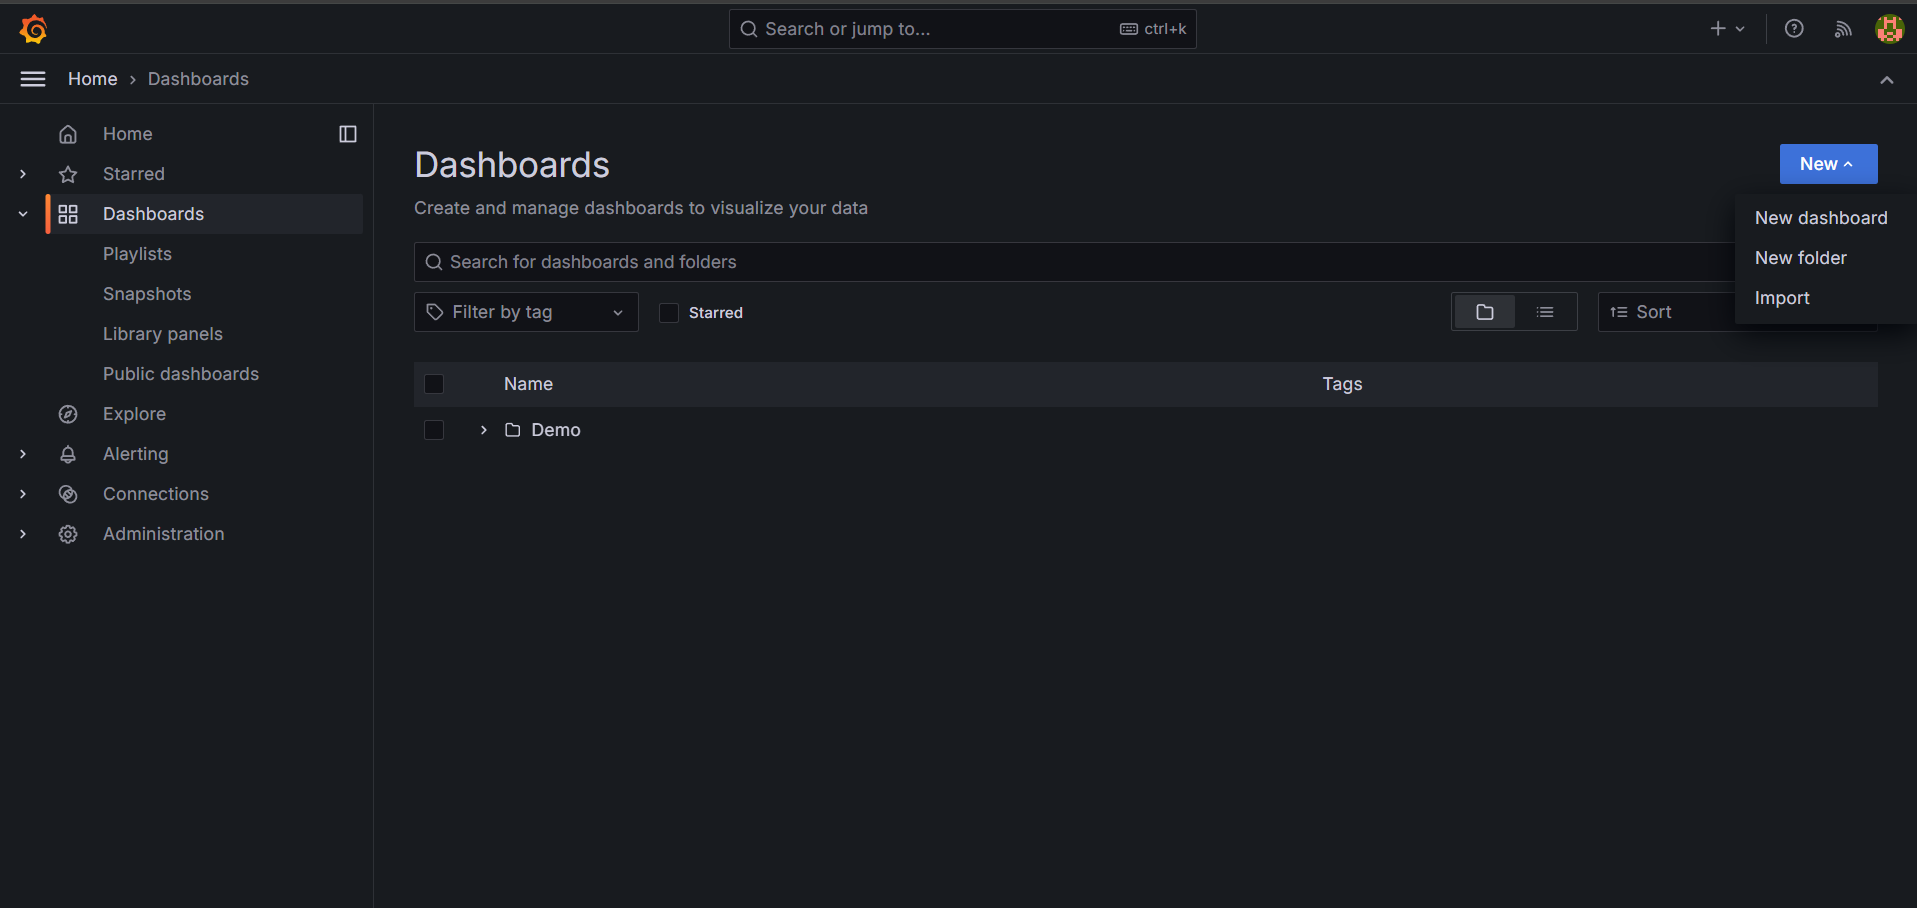 Search or jump to... ctrl+k
Home > Dashboards
Home
Starred
Dashboards
Playlists
Snapshots
Library panels
Public dashboards
Explore
Alerting
Connections
Administration
Dashboards
New
Create and manage dashboards to visualize your data
New dashboard
New folder
Import
Search for dashboards and folders
Filter by tag
Starred
Sort
Name Tags
Demo